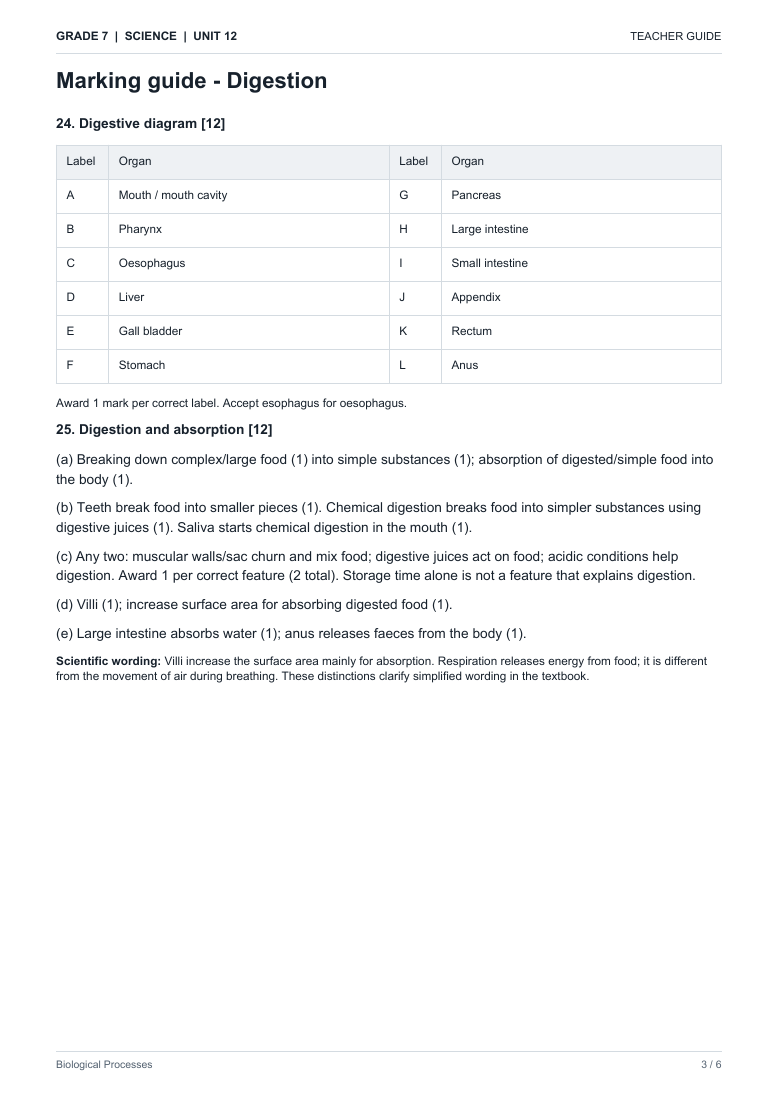 GRADE 7 | SCIENCE | UNIT 12 TEACHER GUIDE
Marking guide - Digestion
24. Digestive diagram [12]
Label Organ Label Organ
A Mouth / mouth cavity G Pancreas
B Pharynx H Large intestine
C Oesophagus I Small intestine
D Liver J Appendix
E Gall bladder K Rectum
F Stomach L Anus
Award 1 mark per correct label. Accept esophagus for oesophagus.
25. Digestion and absorption [12]
(a) Breaking down complex/large food (1) into simple substances (1); absorption of digested/simple food into
the body (1).
(b) Teeth break food into smaller pieces (1). Chemical digestion breaks food into simpler substances using
digestive juices (1). Saliva starts chemical digestion in the mouth (1).
(c) Any two: muscular walls/sac churn and mix food; digestive juices act on food; acidic conditions help
digestion. Award 1 per correct feature (2 total). Storage time alone is not a feature that explains digestion.
(d) Villi (1); increase surface area for absorbing digested food (1).
(e) Large intestine absorbs water (1); anus releases faeces from the body (1).
Scientific wording: Villi increase the surface area mainly for absorption. Respiration releases energy from food; it is different
from the movement of air during breathing. These distinctions clarify simplified wording in the textbook.
Biological Processes 3 / 6